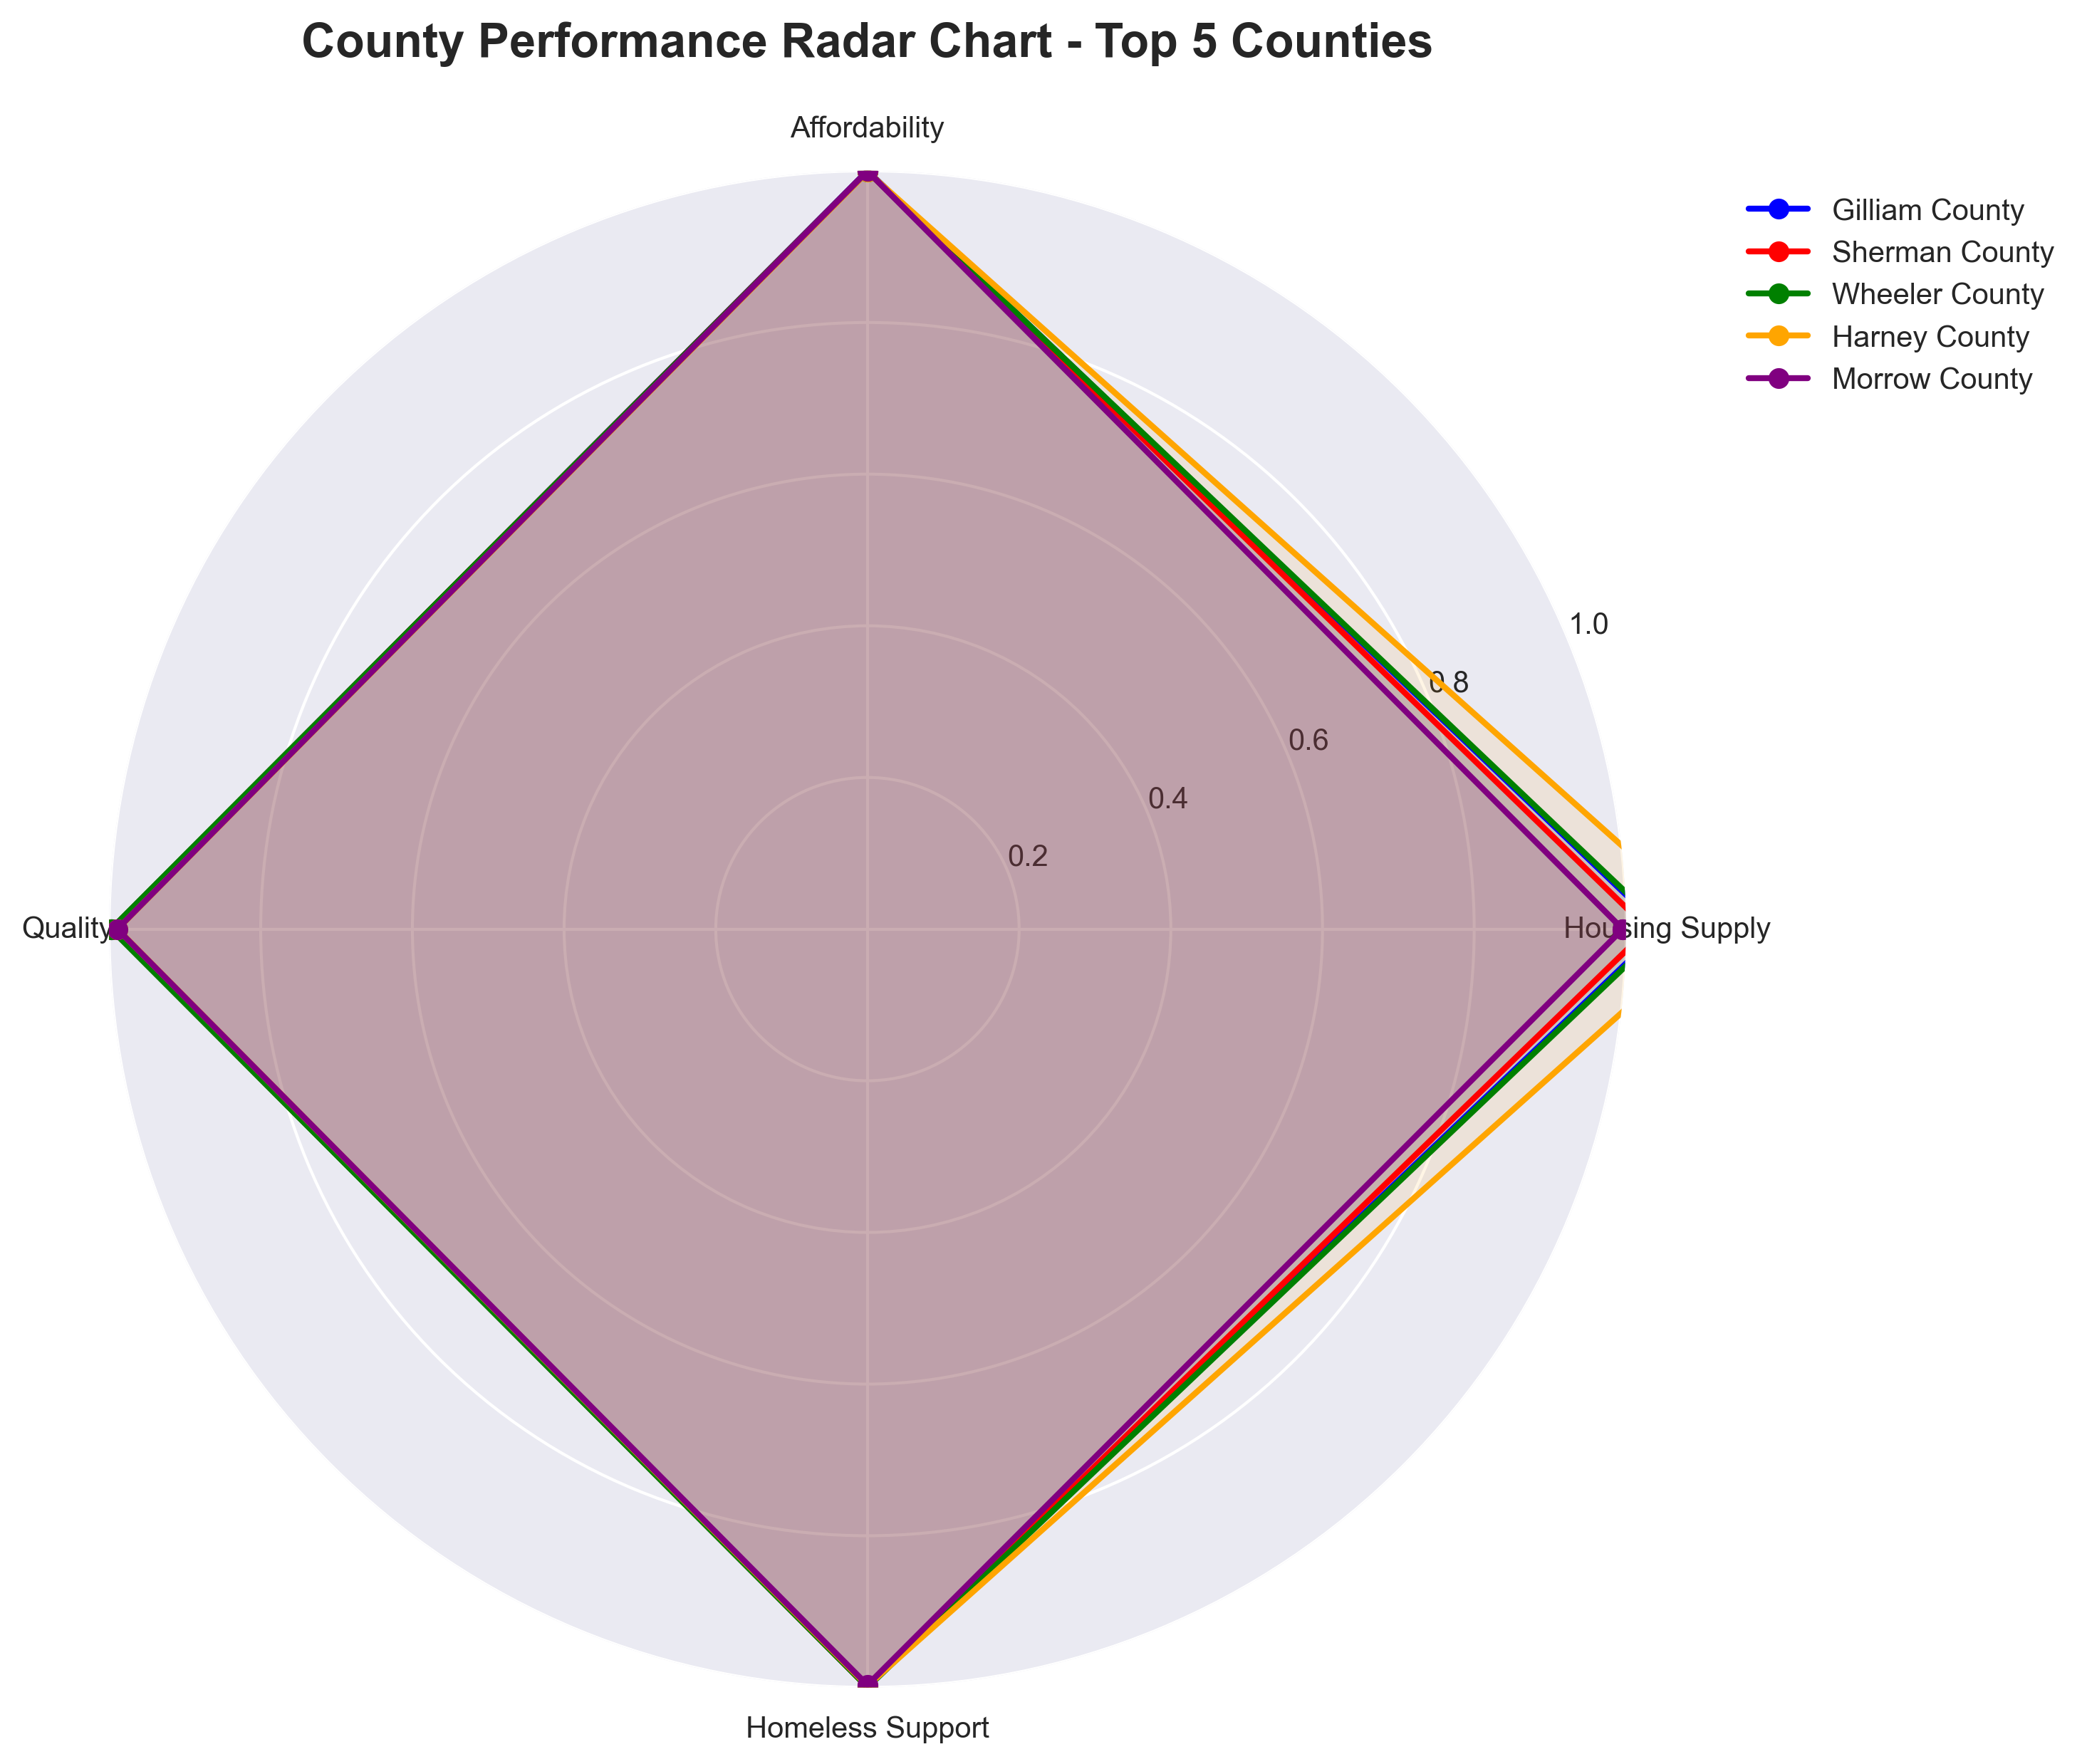 County Performance Radar Chart - Top 5 Counties
Affordability
Gilliam County
Sherman County
Wheeler County
Harney County
Morrow County
1.0
0.8
0.6
0.4
0.2
Quality
Housing Supply
Homeless Support